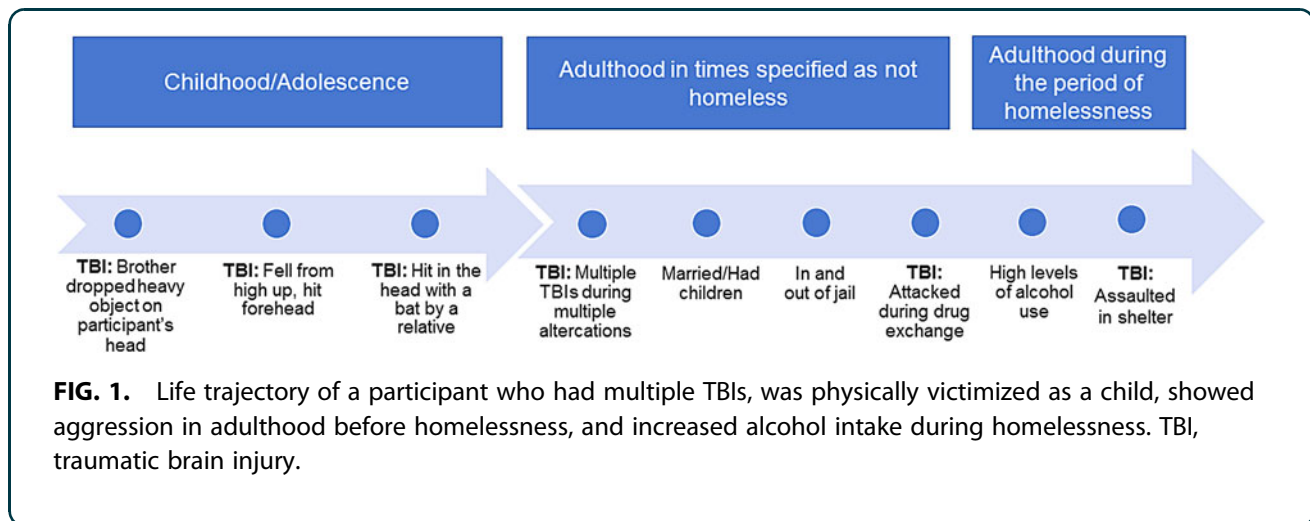 Childhood/Adolescence
Adulthood in times specified as not
homeless
Adulthood during
the period of
homelessness
TBI: Brother
dropped heavy
object on
participant's
head
TBI: Fell from
high up, hit
forehead
TBI: Hit in the
head with a
bat by a
relative
TBI: Multiple
TBIs during
multiple
altercations
Married/Had
children
In and
out of jail
TBI:
Attacked
during drug
exchange
High levels
of alcohol
use
TBI:
Assaulted
in shelter
FIG. 1. Life trajectory of a participant who had multiple TBIs, was physically victimized as a child, showed
aggression in adulthood before homelessness, and increased alcohol intake during homelessness. TBI,
traumatic brain injury.